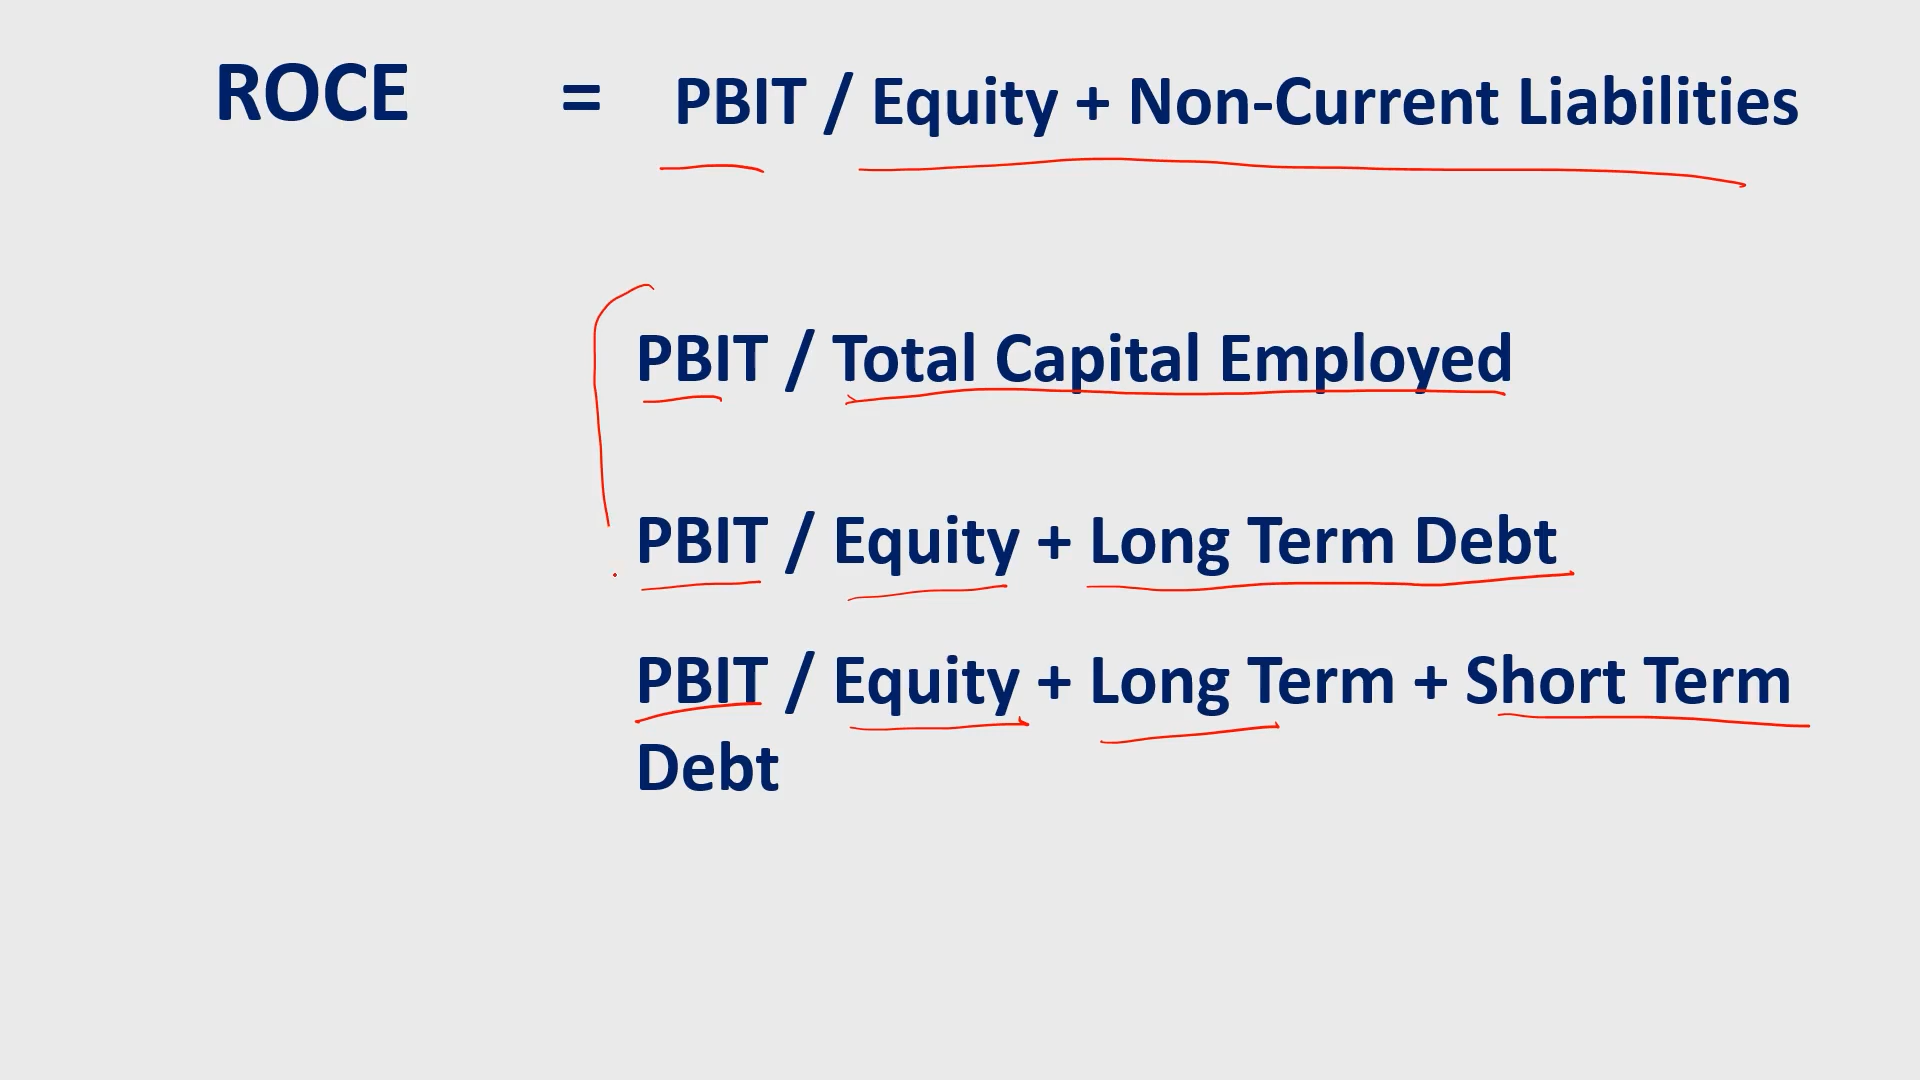 ROCE = PBIT / Equity + Non-Current Liabilities
PBIT / Total Capital Employed
PBIT / Equity + Long Term Debt
PBIT / Equity + Long Term + Short Term
Debt